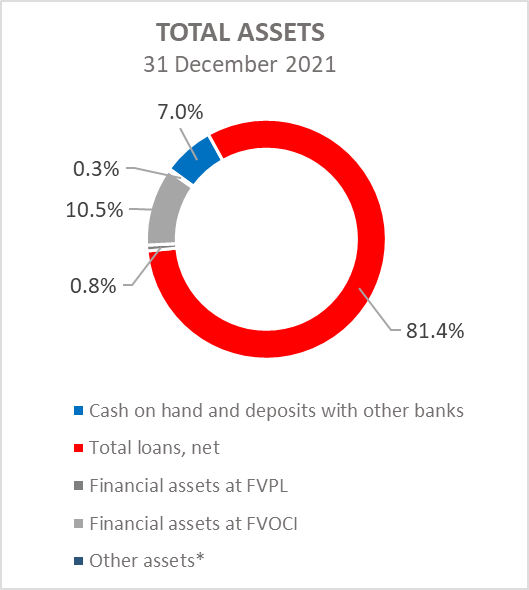 TOTAL ASSETS
31 December 2021
7.0%
0.3%
10.5%
0.8%
81.4%
Cash on hand and deposits with other banks
Total loans, net
Financial assets at FVPL
Financial assets at FVOCI
Other assets*